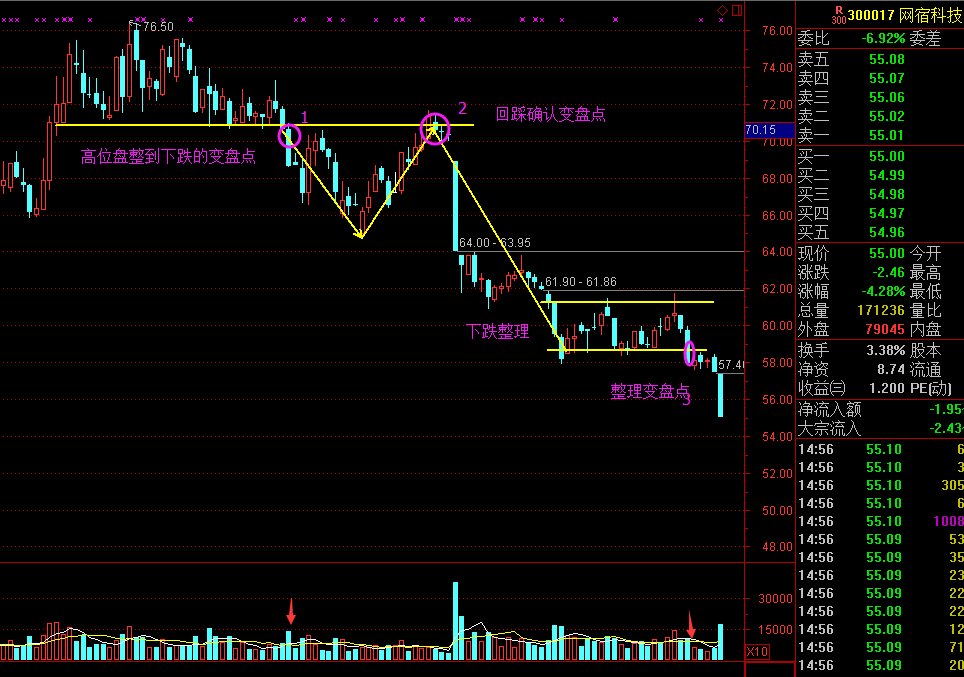 76.50
1
2
回踩确认变盘点
高位盘整到下跌的变盘点
64.00 - 63.95
61.90 - 61.86
下跌整理
整理变盘点
3
57.4
76.00
74.00
72.00
70.15
70.00
68.00
66.00
64.00
62.00
60.00
58.00
56.00
54.00
52.00
50.00
48.00
30000
15000
X10
R
300 300017 网宿科技
委比 -6.92% 委差
卖五 55.08
卖四 55.07
卖三 55.06
卖二 55.02
卖一 55.01
买一 55.00
买二 54.99
买三 54.98
买四 54.97
买五 54.96
现价 55.00 今开
涨跌 -2.46 最高
涨幅 -4.28% 最低
总量 171236 量比
外盘 79045 内盘
换手 3.38% 股本
净资 8.74 流通
收益㈢ 1.200 PE(动)
净流入额 -1.95
大宗流入 -2.43
14:56 55.10 6
14:56 55.10 3
14:56 55.10 305
14:56 55.10 6
14:56 55.10 1008
14:56 55.09 53
14:56 55.09 35
14:56 55.09 23
14:56 55.09 22
14:56 55.09 22
14:56 55.09 12
14:56 55.09 71
14:56 55.09 20